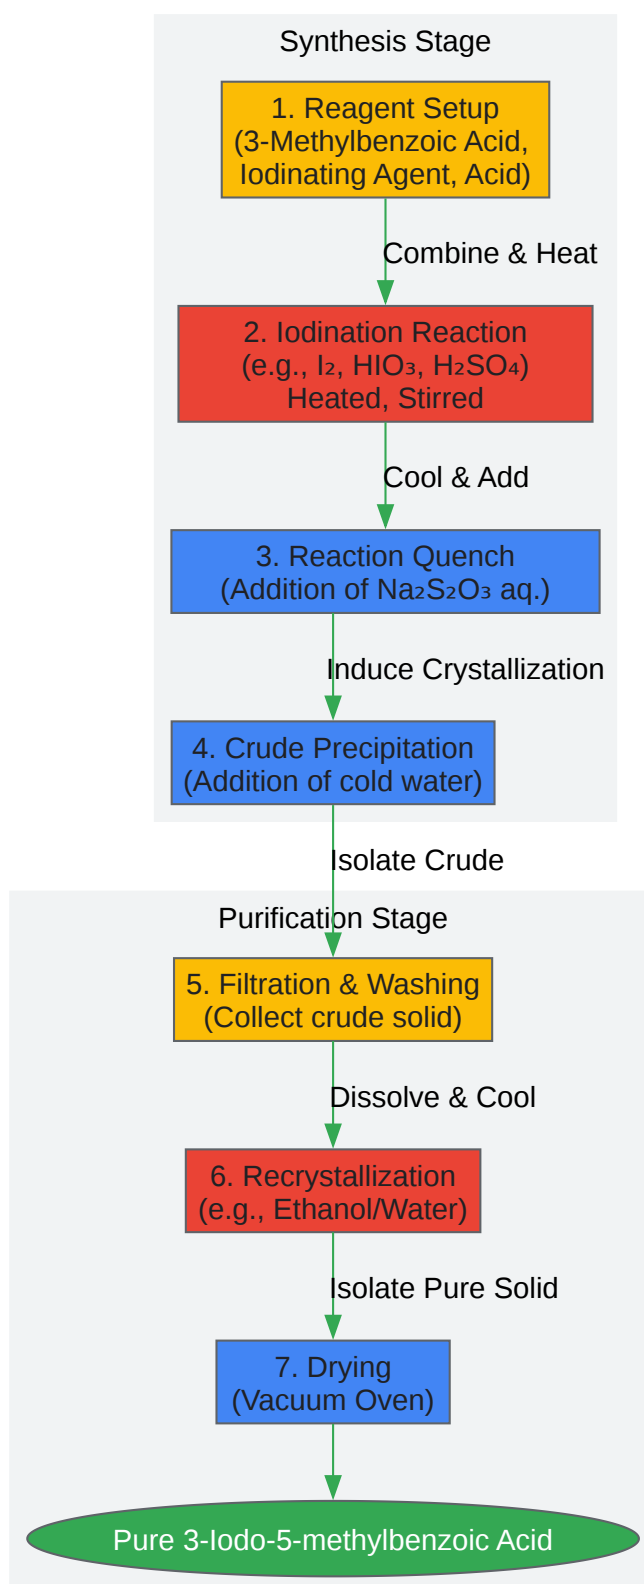 Synthesis Stage
1. Reagent Setup
(3-Methylbenzoic Acid,
Iodinating Agent, Acid)
Combine & Heat
2. Iodination Reaction
(e.g., I₂, HIO₃, H₂SO₄)
Heated, Stirred
Cool & Add
3. Reaction Quench
(Addition of Na₂S₂O₃ aq.)
Induce Crystallization
4. Crude Precipitation
(Addition of cold water)
Isolate Crude
Purification Stage
5. Filtration & Washing
(Collect crude solid)
Dissolve & Cool
6. Recrystallization
(e.g., Ethanol/Water)
Isolate Pure Solid
7. Drying
(Vacuum Oven)
Pure 3-Iodo-5-methylbenzoic Acid